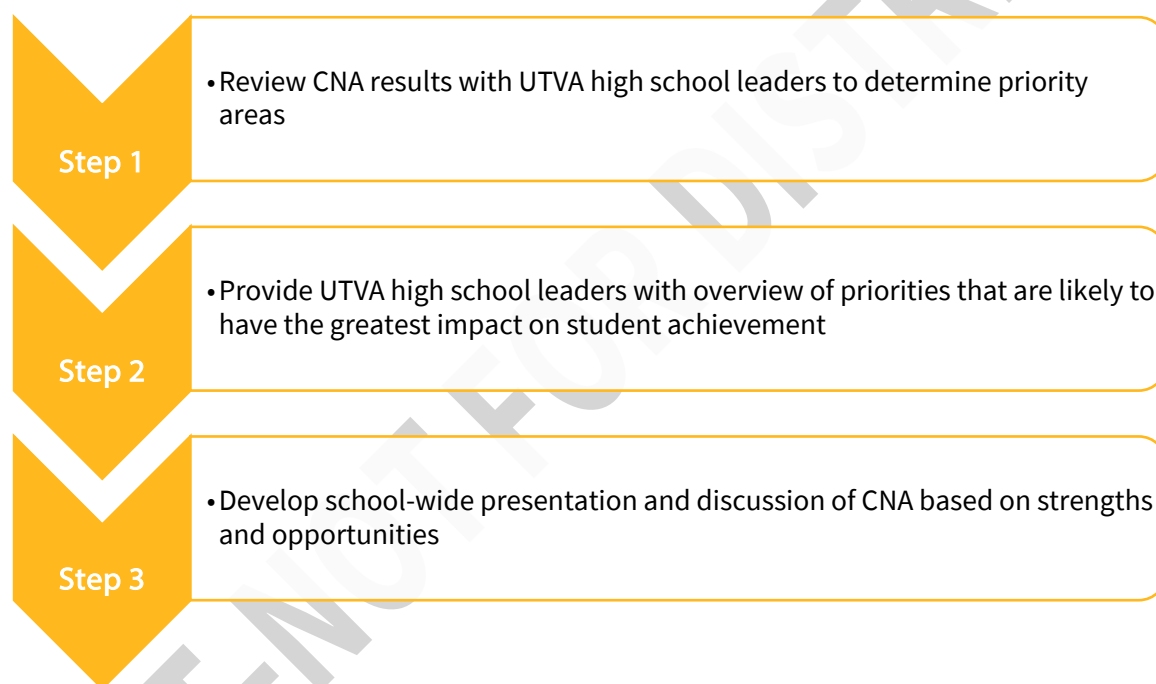 •Review CNA results with UTVA high school leaders to determine priority
areas
Step 1
•Provide UTVA high school leaders with overview of priorities that are likely to
have the greatest impact on student achievement
Step 2
•Develop school-wide presentation and discussion of CNA based on strengths
and opportunities
Step 3
NOT FOR